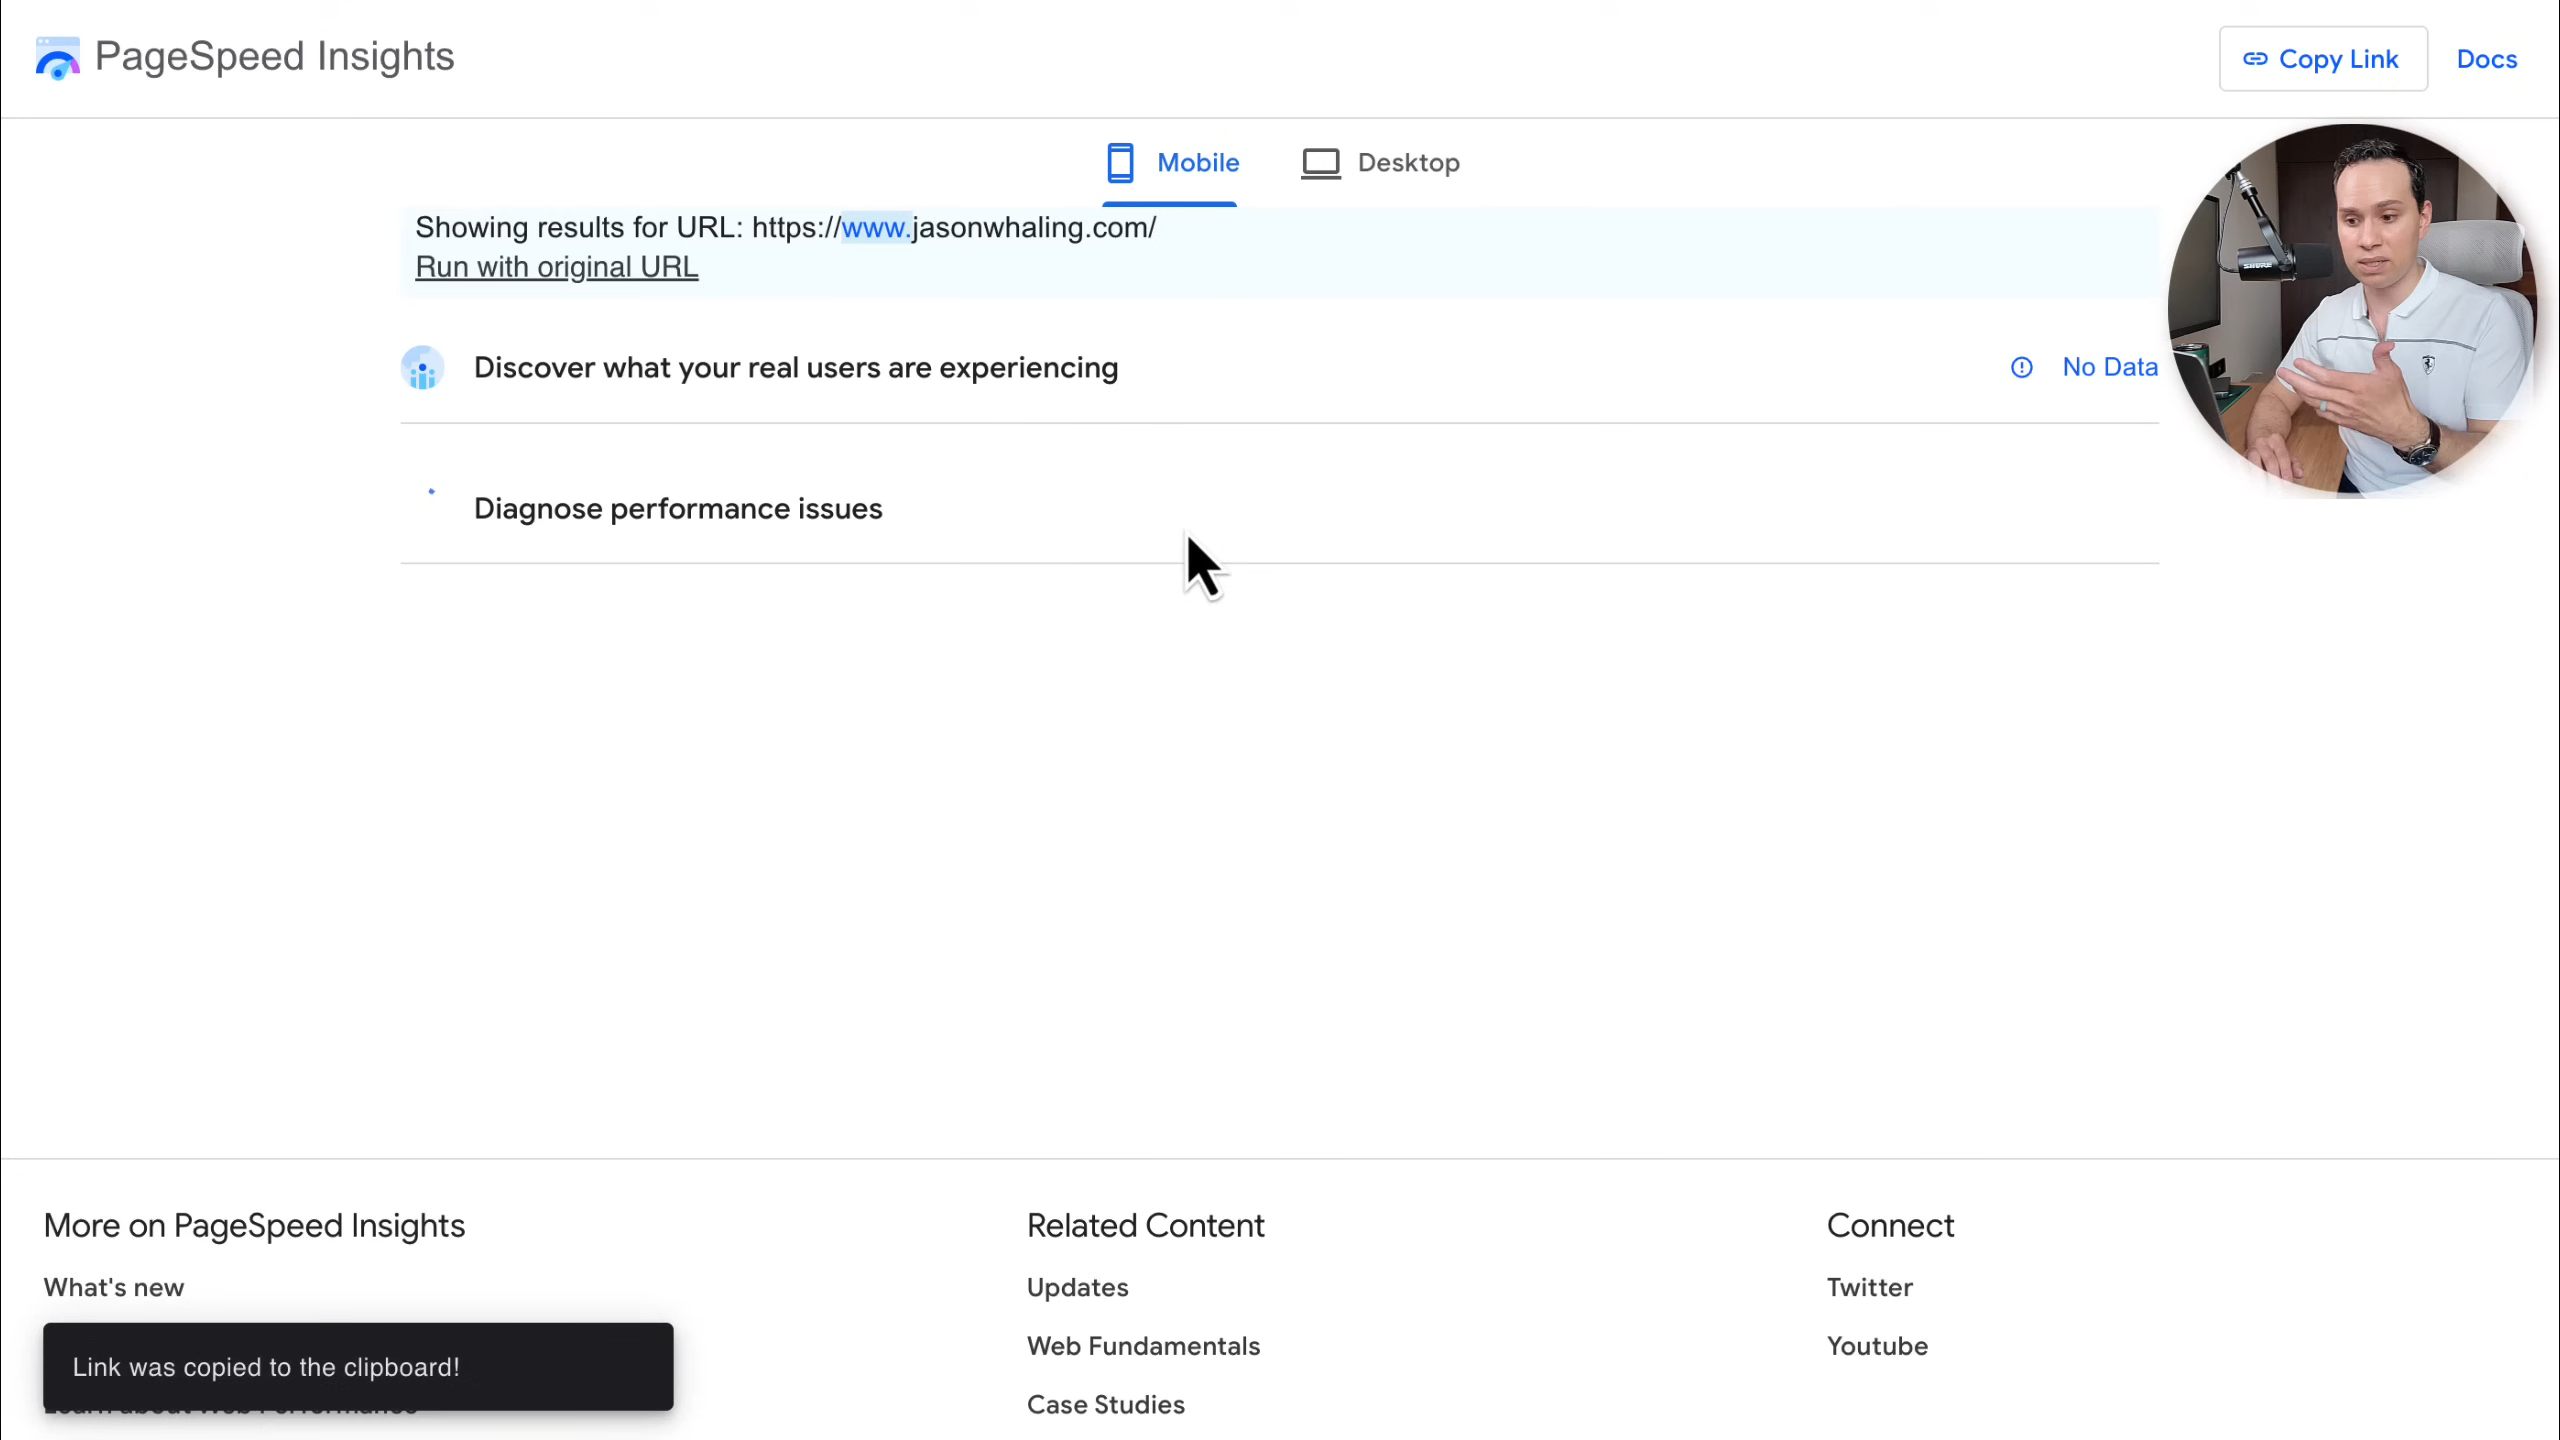 PageSpeed Insights
Copy Link
Docs
Mobile
Desktop
Showing results for URL: https://www.jasonwhaling.com/
Run with original URL
Discover what your real users are experiencing
No Data
Diagnose performance issues
More on PageSpeed Insights
What's new
Link was copied to the clipboard!
Related Content
Updates
Web Fundamentals
Case Studies
Connect
Twitter
Youtube
SHURE